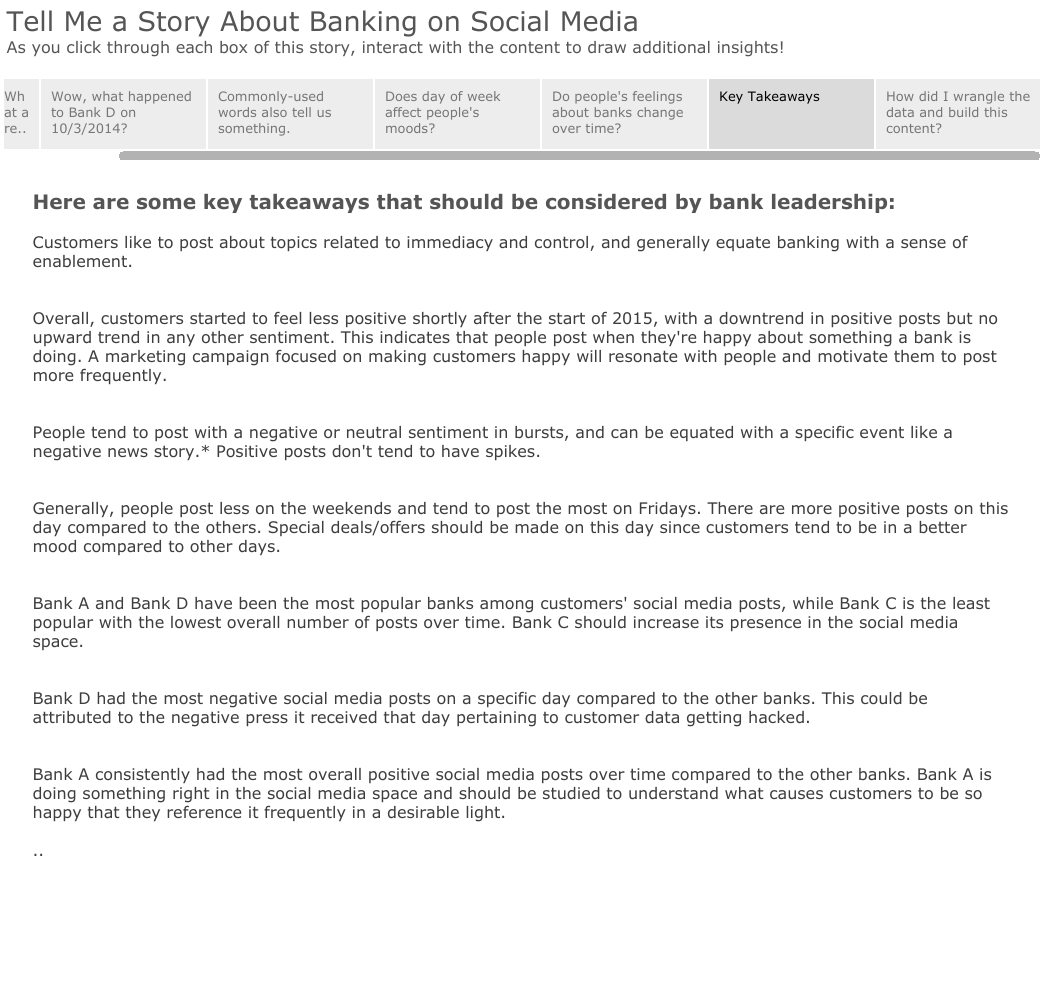 Tell Me a Story About Banking on Social Media
As you click through each box of this story, interact with the content to draw additional insights!
Wh
at a
re..
Wow, what happened
to Bank D on
10/3/2014?
Commonly-used
words also tell us
something.
Does day of week
affect people's
moods?
Do people's feelings
about banks change
over time?
Key Takeaways
How did I wrangle the
data and build this
content?
Here are some key takeaways that should be considered by bank leadership:
Customers like to post about topics related to immediacy and control, and generally equate banking with a sense of
enablement.
Overall, customers started to feel less positive shortly after the start of 2015, with a downtrend in positive posts but no
upward trend in any other sentiment. This indicates that people post when they're happy about something a bank is
doing. A marketing campaign focused on making customers happy will resonate with people and motivate them to post
more frequently.
People tend to post with a negative or neutral sentiment in bursts, and can be equated with a specific event like a
negative news story.* Positive posts don't tend to have spikes.
Generally, people post less on the weekends and tend to post the most on Fridays. There are more positive posts on this
day compared to the others. Special deals/offers should be made on this day since customers tend to be in a better
mood compared to other days.
Bank A and Bank D have been the most popular banks among customers' social media posts, while Bank C is the least
popular with the lowest overall number of posts over time. Bank C should increase its presence in the social media
space.
Bank D had the most negative social media posts on a specific day compared to the other banks. This could be
attributed to the negative press it received that day pertaining to customer data getting hacked.
Bank A consistently had the most overall positive social media posts over time compared to the other banks. Bank A is
doing something right in the social media space and should be studied to understand what causes customers to be so
happy that they reference it frequently in a desirable light.
..